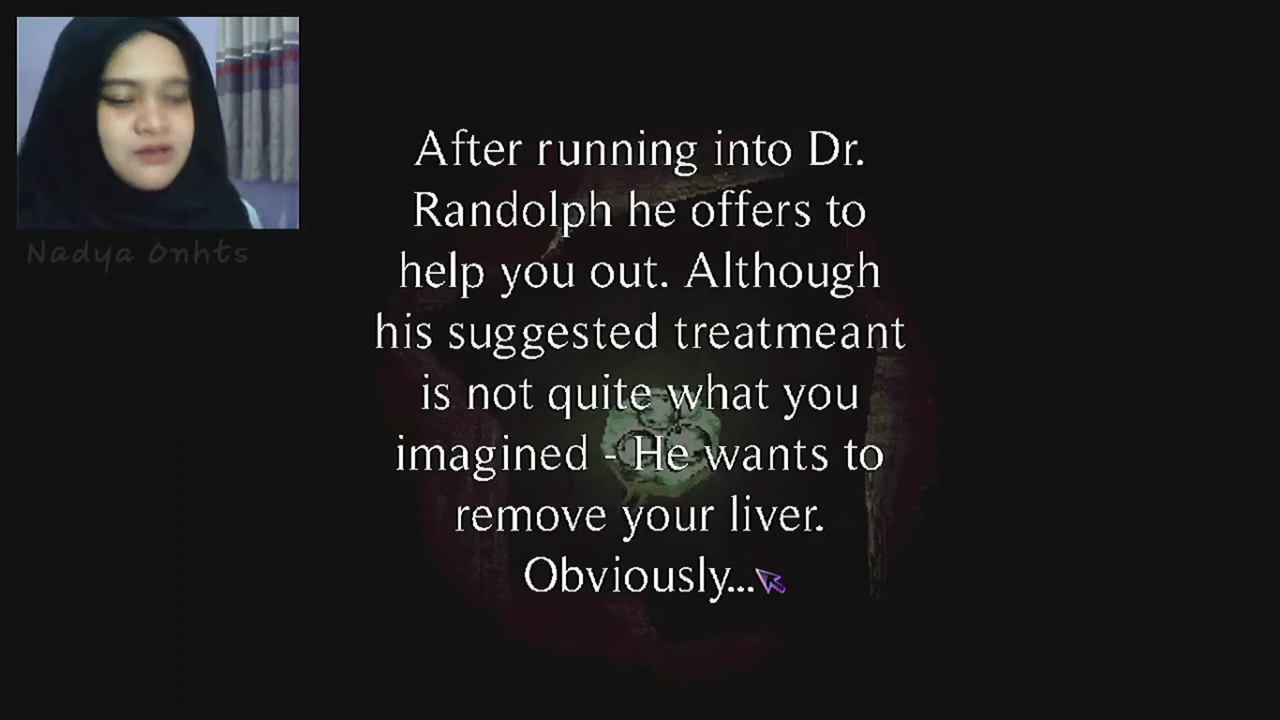 Nadya Onhts
After running into Dr.
Randolph he offers to
help you out. Although
his suggested treatmeant
is not quite what you
imagined - He wants to
remove your liver.
Obviously...